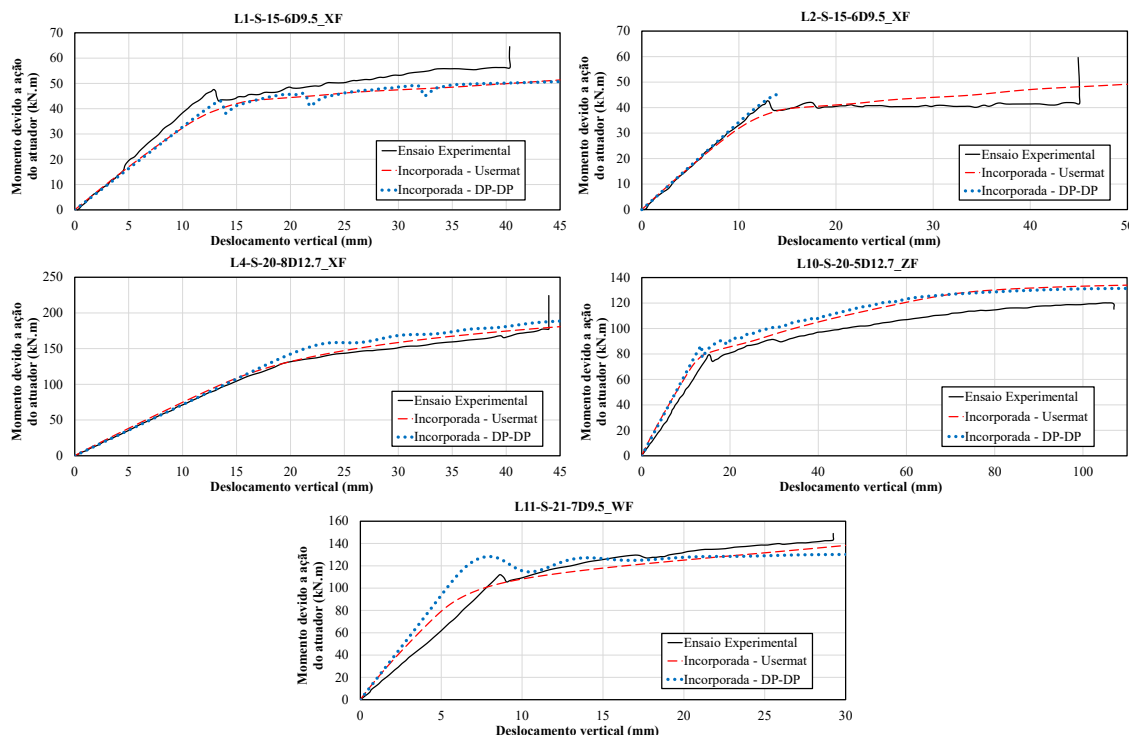 L1-S-15-6D9.5_XF
Momento devido a ação
do atuador (kN.m)
70
60
50
40
30
20
10
0
Ensaio Experimental
Incorporada - Usermat
Incorporada - DP-DP
0 5 10 15 20 25 30 35 40 45
Deslocamento vertical (mm)
L2-S-15-6D9.5_XF
Momento devido a ação
do atuador (kN.m)
70
60
50
40
30
20
10
0
Ensaio Experimental
Incorporada - Usermat
Incorporada - DP-DP
0 10 20 30 40 50
Deslocamento vertical (mm)
L4-S-20-8D12.7_XF
Momento devido a ação
do atuador (kN.m)
250
200
150
100
50
0
Ensaio Experimental
Incorporada - Usermat
Incorporada - DP-DP
0 5 10 15 20 25 30 35 40 45
Deslocamento vertical (mm)
L10-S-20-5D12.7_ZF
Momento devido a ação
do atuador (kN.m)
140
120
100
80
60
40
20
0
Ensaio Experimental
Incorporada - Usermat
Incorporada - DP-DP
0 20 40 60 80 100
Deslocamento vertical (mm)
L11-S-21-7D9.5_WF
Momento devido a ação
do atuador (kN.m)
160
140
120
100
80
60
40
20
0
Ensaio Experimental
Incorporada - Usermat
Incorporada - DP-DP
0 5 10 15 20 25 30
Deslocamento vertical (mm)